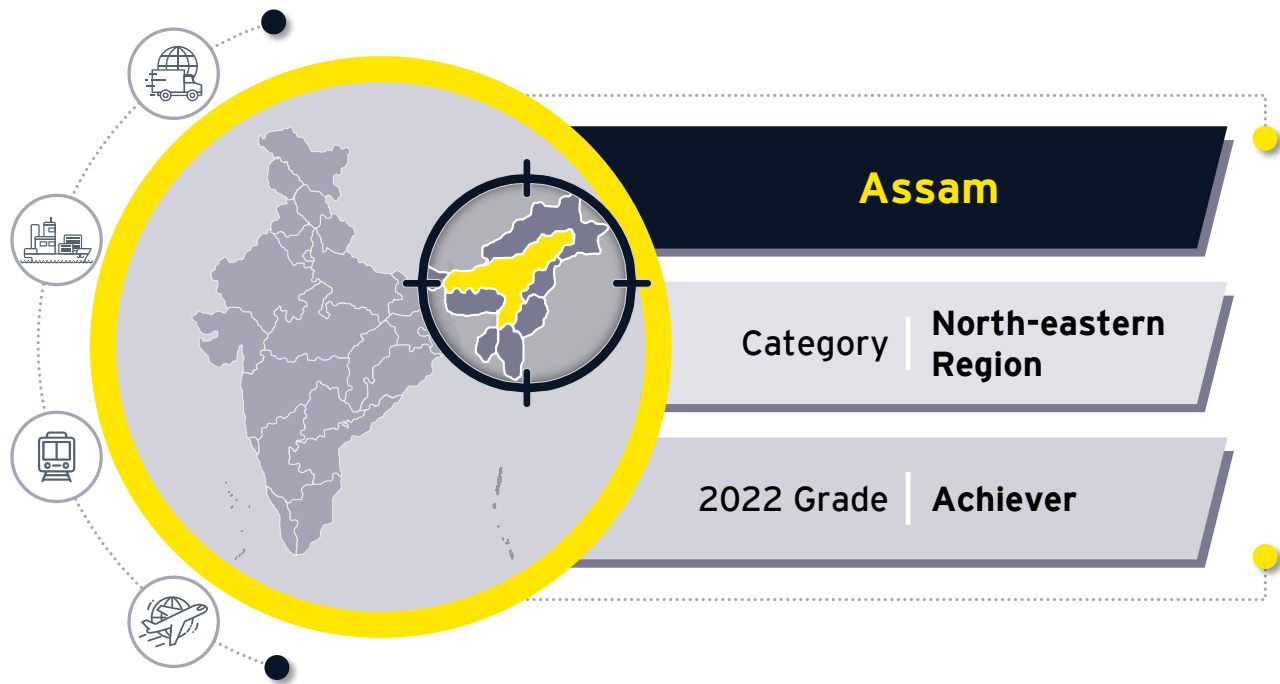 Assam
Category
North-eastern
Region
2022 Grade
Achiever